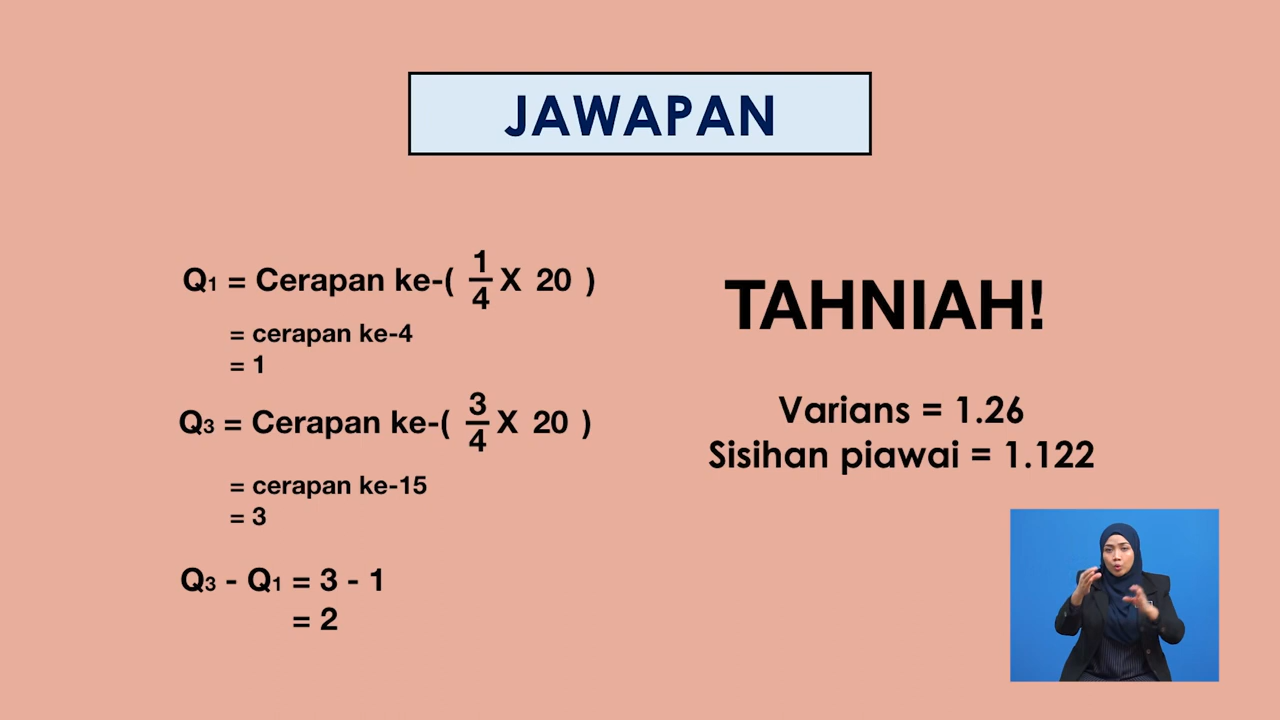 JAWAPAN
Q₁ = Cerapan ke-( 1/4 X 20 )
= cerapan ke-4
= 1
Q₃ = Cerapan ke-( 3/4 X 20 )
= cerapan ke-15
= 3
Q₃ - Q₁ = 3 - 1
= 2
TAHNIAH!
Varians = 1.26
Sisihan piawai = 1.122